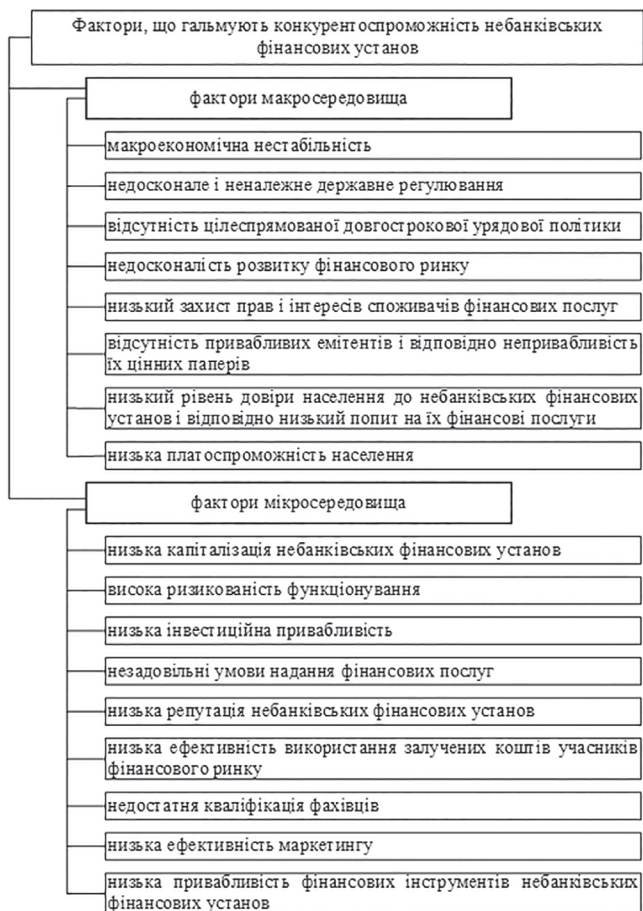 Фактори, що гальмують конкурентоспроможність небанківських
фінансових установ
фактори макросередовища
макроекономічна нестабільність
недосконале і неналежне державне регулювання
відсутність цілеспрямованої довгострокової урядової політики
недосконалість розвитку фінансового ринку
низький захист прав і інтересів споживачів фінансових послуг
відсутність привабливих емітентів і відповідно непривабливість
їх цінних паперів
низький рівень довіри населення до небанківських фінансових
установ і відповідно низький попит на їх фінансові послуги
низька платоспроможність населення
фактори мікросередовища
низька капіталізація небанківських фінансових установ
висока ризикованість функціонування
низька інвестиційна привабливість
незадовільні умови надання фінансових послуг
низька репутація небанківських фінансових установ
низька ефективність використання залучених коштів учасників
фінансового ринку
недостатня кваліфікація фахівців
низька ефективність маркетингу
низька привабливість фінансових інструментів небанківських
фінансових установ